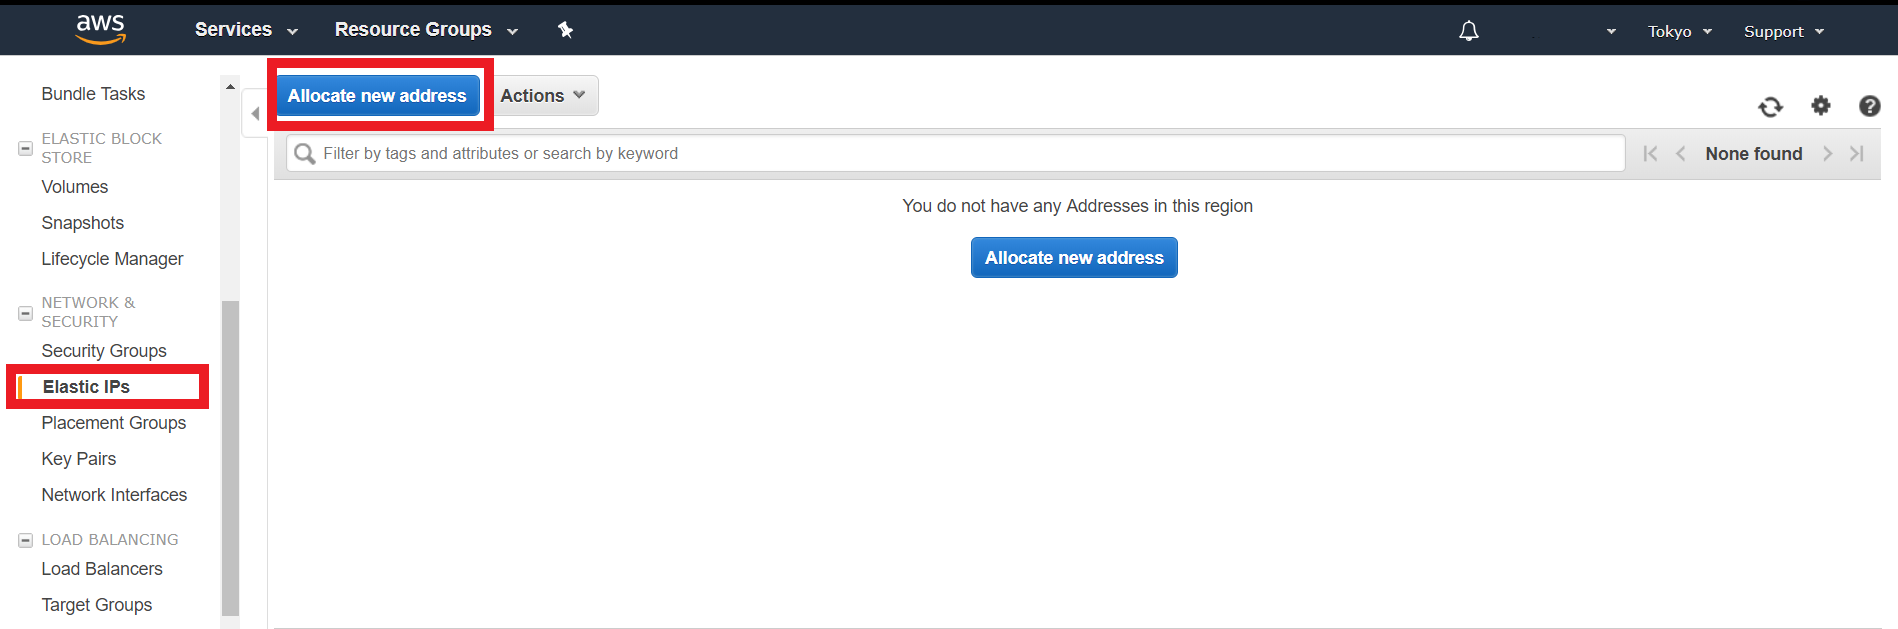 aws
Services
Resource Groups
Tokyo
Support
Bundle Tasks
ELASTIC BLOCK
STORE
Volumes
Snapshots
Lifecycle Manager
NETWORK &
SECURITY
Security Groups
Elastic IPs
Placement Groups
Key Pairs
Network Interfaces
LOAD BALANCING
Load Balancers
Target Groups
Allocate new address
Actions
Filter by tags and attributes or search by keyword
None found
You do not have any Addresses in this region
Allocate new address